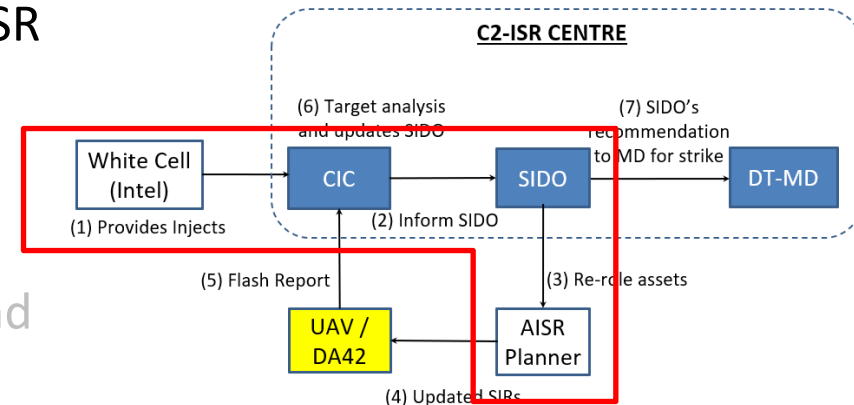 SR
C2-ISR CENTRE
(6) Target analysis
and updates SIDO
(7) SIDO's
recommendation
to MD for strike
White Cell
(Intel)
CIC
SIDO
DT-MD
(1) Provides Injects
(2) Inform SIDO
(5) Flash Report
(3) Re-role assets
UAV /
DA42
AISR
Planner
(4) Updated SIRs